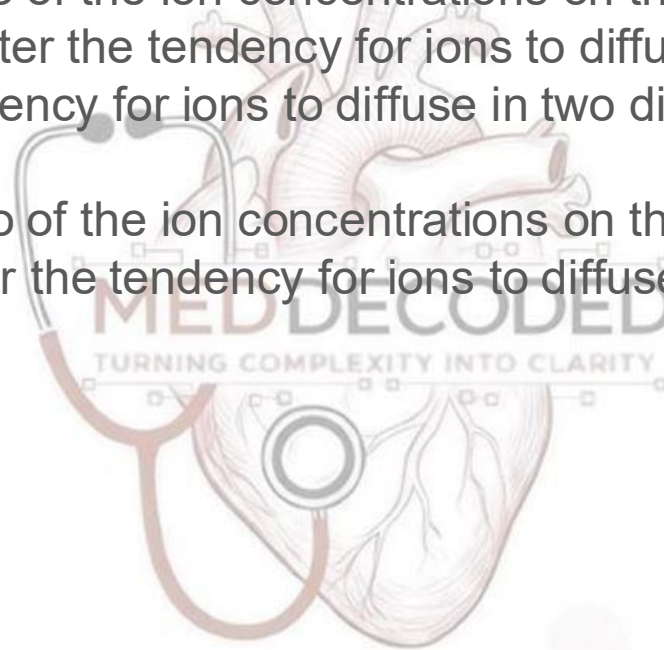 of the ion concentrations on th
ter the tendency for ions to diffu
ency for ions to diffuse in two di
o of the ion concentrations on th
r the tendency for ions to diffuse
MEDDECODED
TURNING COMPLEXITY INTO CLARITY